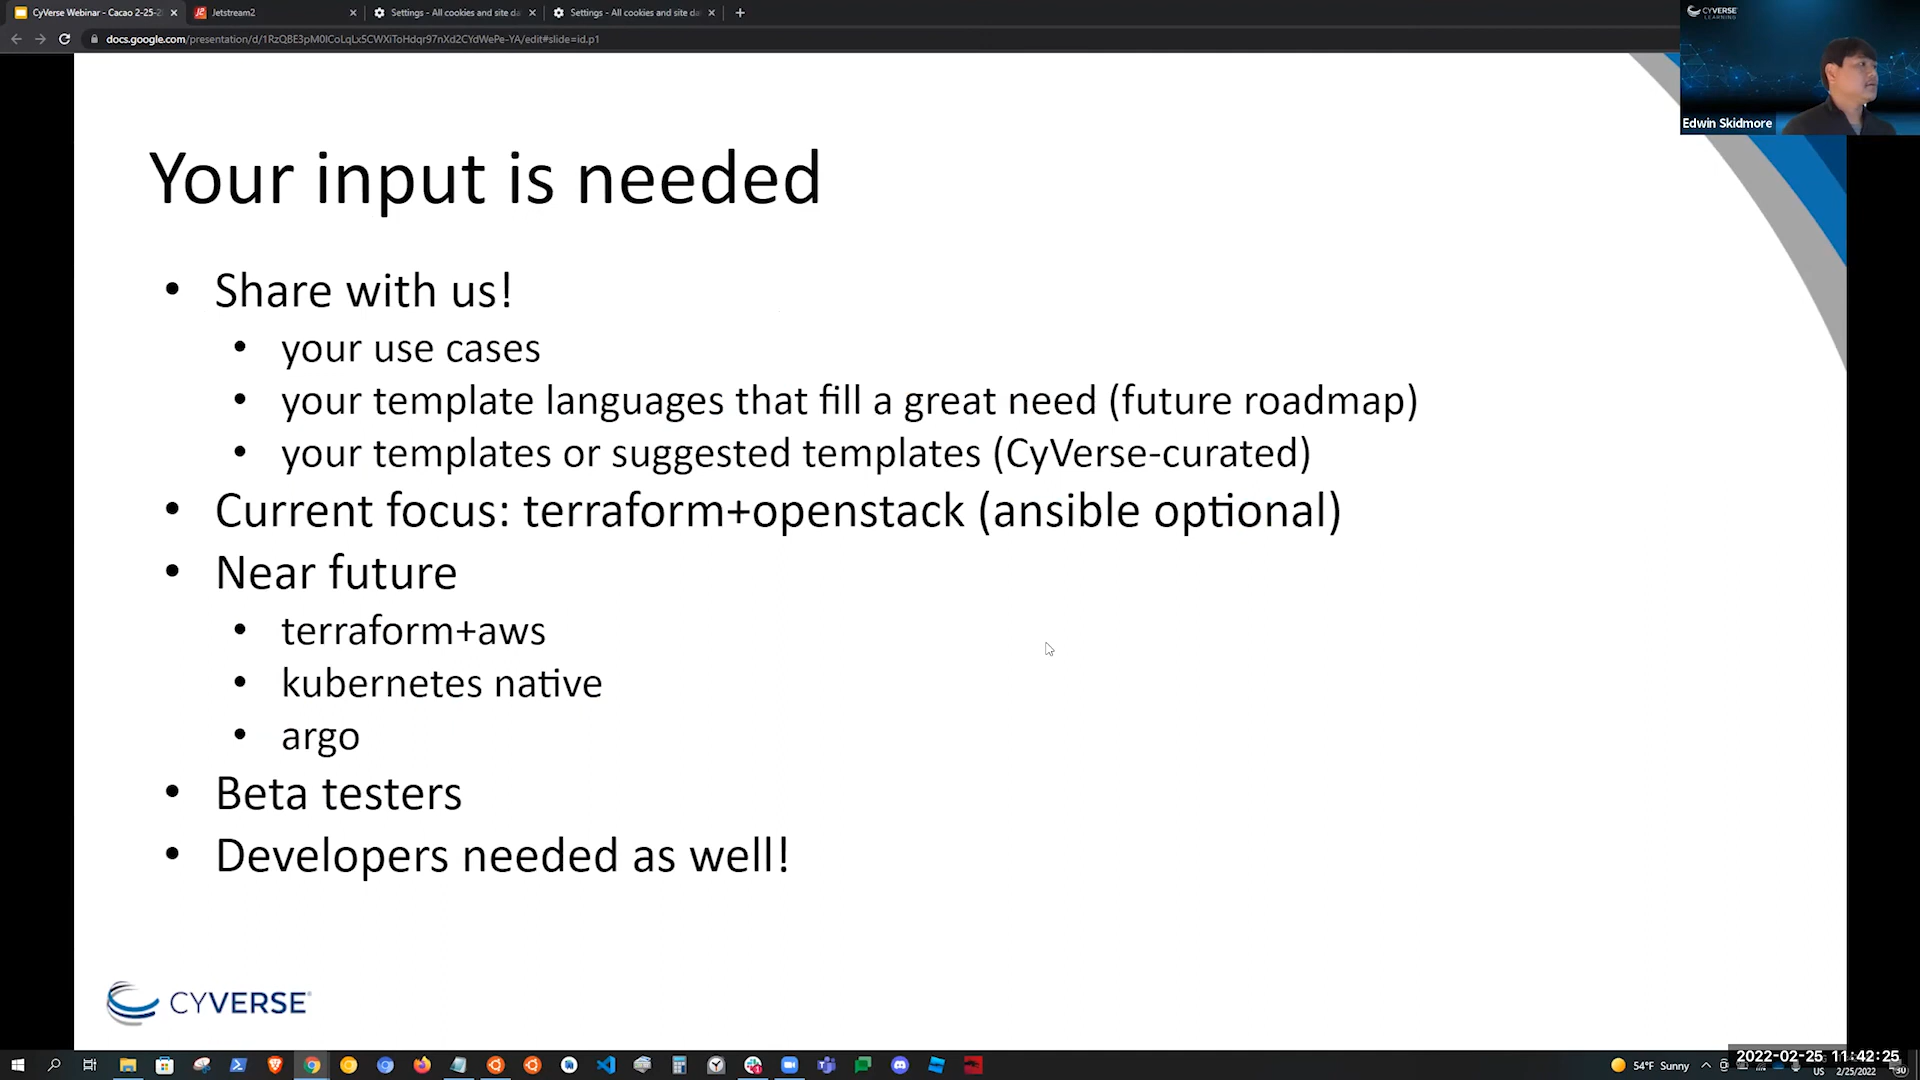 CyVerse Webinar - Cacao 2-25-2
Jetstream2
Settings - All cookies and site da
Settings - All cookies and site da
docs.google.com/presentation/d/1RzQBE3pM0ICoLqLx5CWXiToHdqr97nXd2CYdWePe-YA/edit#slide=id.p1
CYVERSE
LEARNING
Edwin Skidmore
Your input is needed
• Share with us!
• your use cases
• your template languages that fill a great need (future roadmap)
• your templates or suggested templates (CyVerse-curated)
• Current focus: terraform+openstack (ansible optional)
• Near future
• terraform+aws
• kubernetes native
• argo
• Beta testers
• Developers needed as well!
CYVERSE®
54°F Sunny
2022-02-25 11:42:25
US
2/25/2022
30